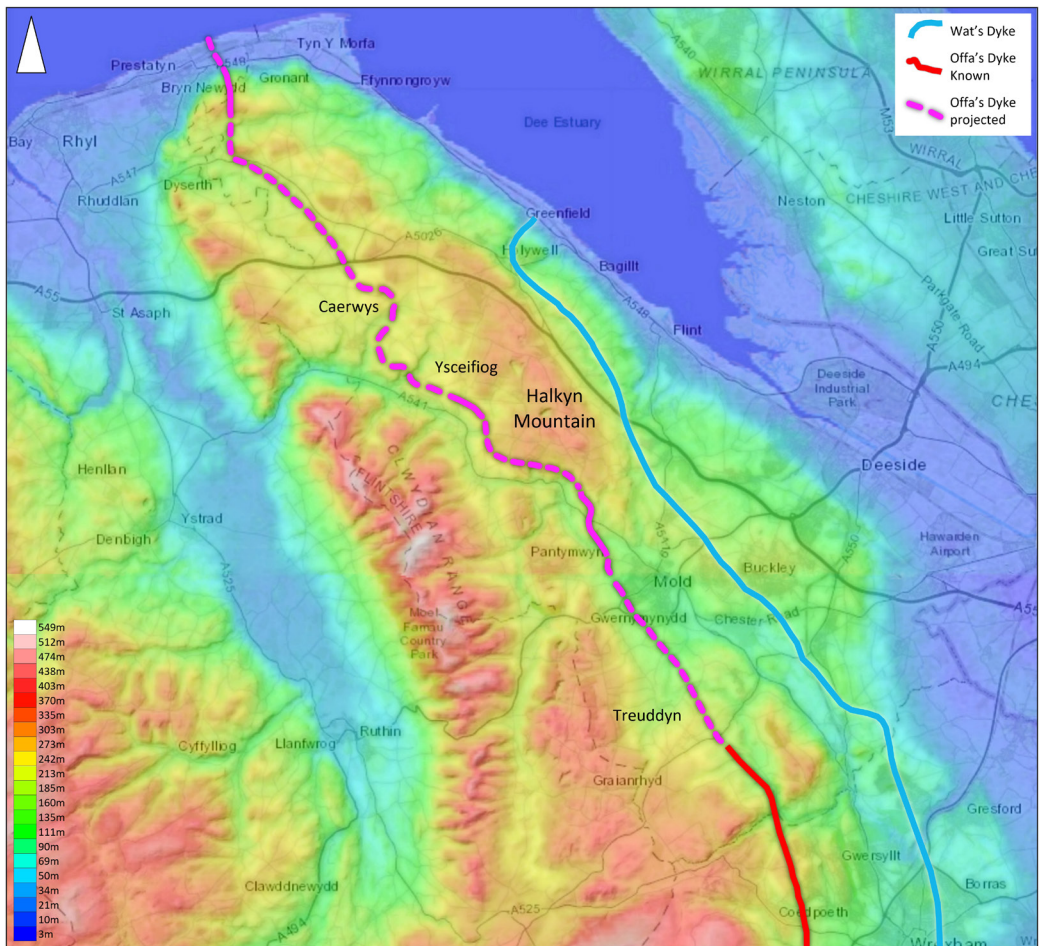 Wat's Dyke
Offa's Dyke
Known
Offa's Dyke
projected
Tyn Y Morfa
A540
Prestatyn
A548
Gronant
Ffynnongroyw
WIRRAL PENINSULA
Bryn Newydd
M53
Dee Estuary
Bay
Rhyl
WIRRAL
A547
Dyserth
CHESHIRE WEST AND CHE
Rhuddlan
Neston
Greenfield
Little Sutton
A5026
Holywell
Great Su
Bagillt
A55
Parkgate Road
St Asaph
Caerwys
A548
Flint
A550
Ysceifiog
A494
Deeside
Industrial
Park
Halkyn
Mountain
A541
CHES
CLWYDIAN RANGE
FLINTSHIRE
Henllan
Deeside
Ystrad
Denbigh
Hawarden
Airport
Pantymwyn
A5119
A550
A525
Mold
Buckley
A55
Moel
Famau
Country
Park
Gwernymynydd
Chester Road
549m
512m
474m
438m
403m
370m
335m
303m
273m
242m
213m
185m
160m
135m
111m
90m
69m
50m
34m
21m
10m
3m
Treuddyn
Ruthin
Cyffylliog
Llanfwrog
Graianrhyd
Gresford
Gwersyllt
Clawddnewydd
Borras
A525
Coedpoeth
A494
Wrexham